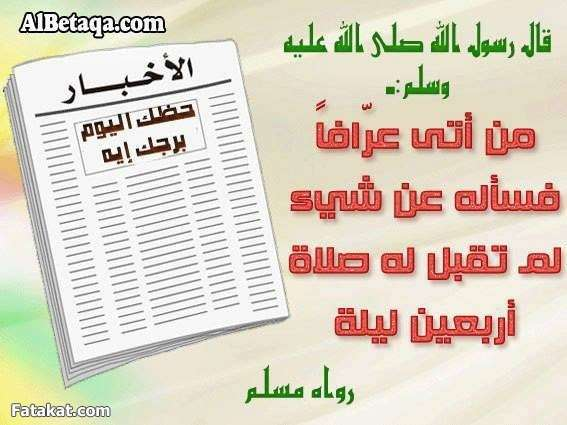 AlBetaqa.com
قال رسول الله صلى الله عليه
وسلم:ـ
من أتى عرّافاً
فسأله عن شيء
لم تقبل له صلاة
أربعين ليلة
رواه مسلم
الأخبار
حظك اليوم
برجك إيه
Fatakat.com